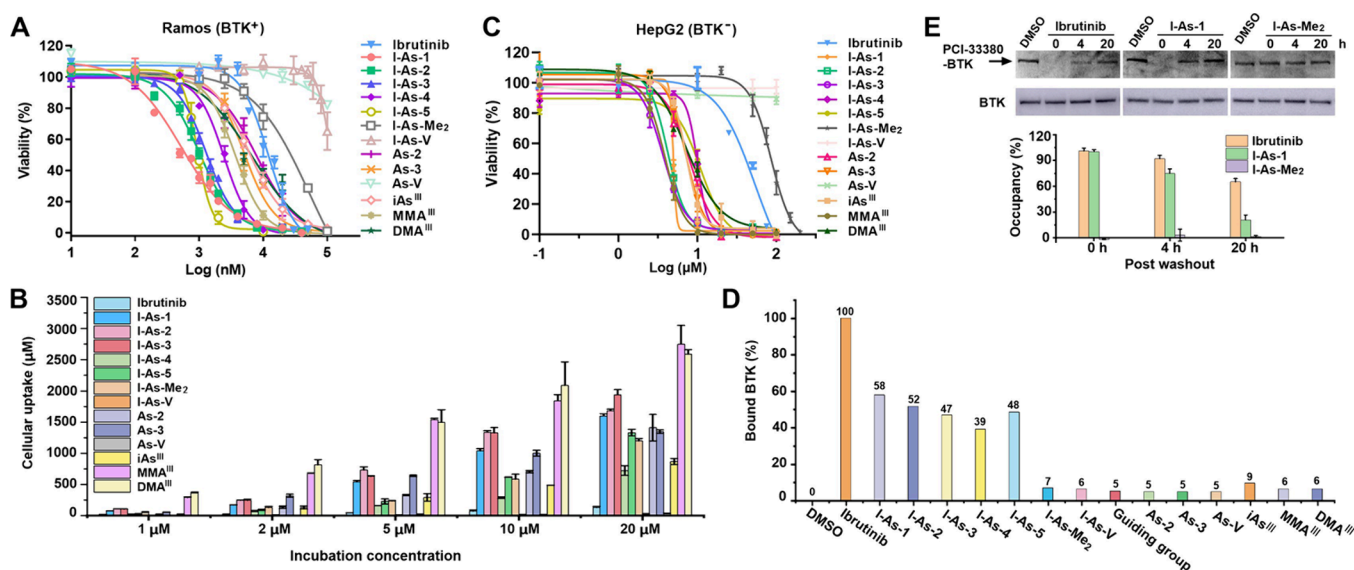 A
Ramos (BTK⁺)
Viability (%)
120
100
80
60
40
20
0
1
2
3
4
5
Log (nM)
Ibrutinib
I-As-1
I-As-2
I-As-3
I-As-4
I-As-5
I-As-Me₂
I-As-V
As-2
As-3
As-V
iAsᴵᴵᴵ
MMAᴵᴵᴵ
DMAᴵᴵᴵ
C
HepG2 (BTK⁻)
Viability (%)
120
100
80
60
40
20
0
-1
0
1
2
Log (μM)
Ibrutinib
I-As-1
I-As-2
I-As-3
I-As-4
I-As-5
I-As-Me₂
I-As-V
As-2
As-3
As-V
iAsᴵᴵᴵ
MMAᴵᴵᴵ
DMAᴵᴵᴵ
E
DMSO
Ibrutinib
0 4 20
DMSO
I-As-1
0 4 20
DMSO
I-As-Me₂
0 4 20 h
PCI-33380
-BTK
BTK
Occupancy (%)
120
90
60
30
0
Ibrutinib
I-As-1
I-As-Me₂
0 h
4 h
20 h
Post washout
B
Cellular uptake (μM)
3500
3000
2500
2000
1500
1000
500
0
Ibrutinib
I-As-1
I-As-2
I-As-3
I-As-4
I-As-5
I-As-Me₂
I-As-V
As-2
As-3
As-V
iAsᴵᴵᴵ
MMAᴵᴵᴵ
DMAᴵᴵᴵ
1 μM
2 μM
5 μM
10 μM
20 μM
Incubation concentration
D
Bound BTK (%)
100
80
60
40
20
0
0
100
58
52
47
39
48
7
6
5
5
5
5
9
6
6
DMSO
Ibrutinib
I-As-1
I-As-2
I-As-3
I-As-4
I-As-5
I-As-Me₂
I-As-V
Guiding group
As-2
As-3
As-V
iAsᴵᴵᴵ
MMAᴵᴵᴵ
DMAᴵᴵᴵ